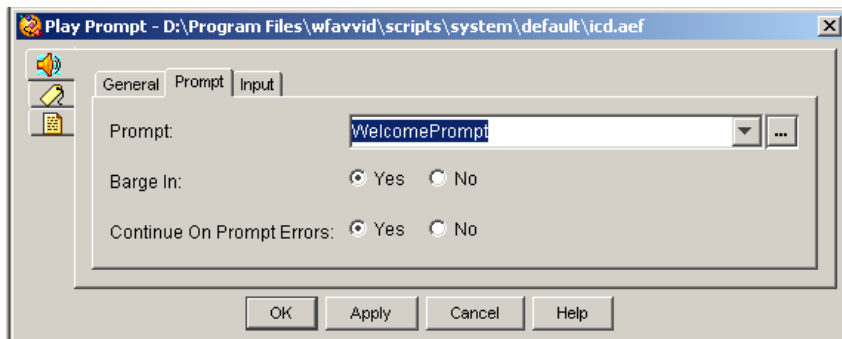 Play Prompt - D:\Program Files\wfavvid\scripts\system\default\icd.aef
General Prompt Input
Prompt: WelcomePrompt ...
Barge In: Yes No
Continue On Prompt Errors: Yes No
OK Apply Cancel Help